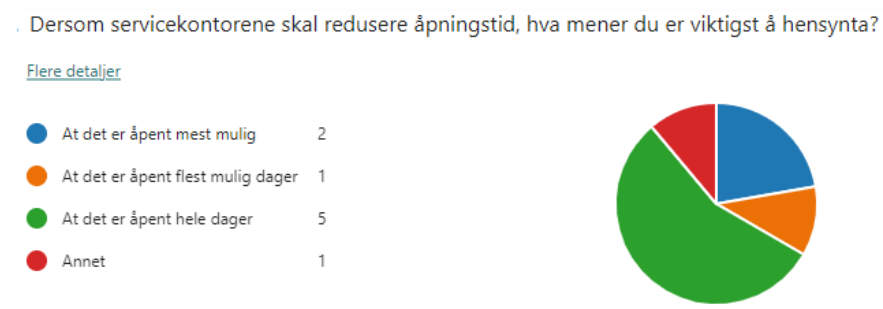 . Dersom servicekontorene skal redusere åpningstid, hva mener du er viktigst å hensynta?
Flere detaljer
At det er åpent mest mulig 2
At det er åpent flest mulig dager 1
At det er åpent hele dager 5
Annet 1